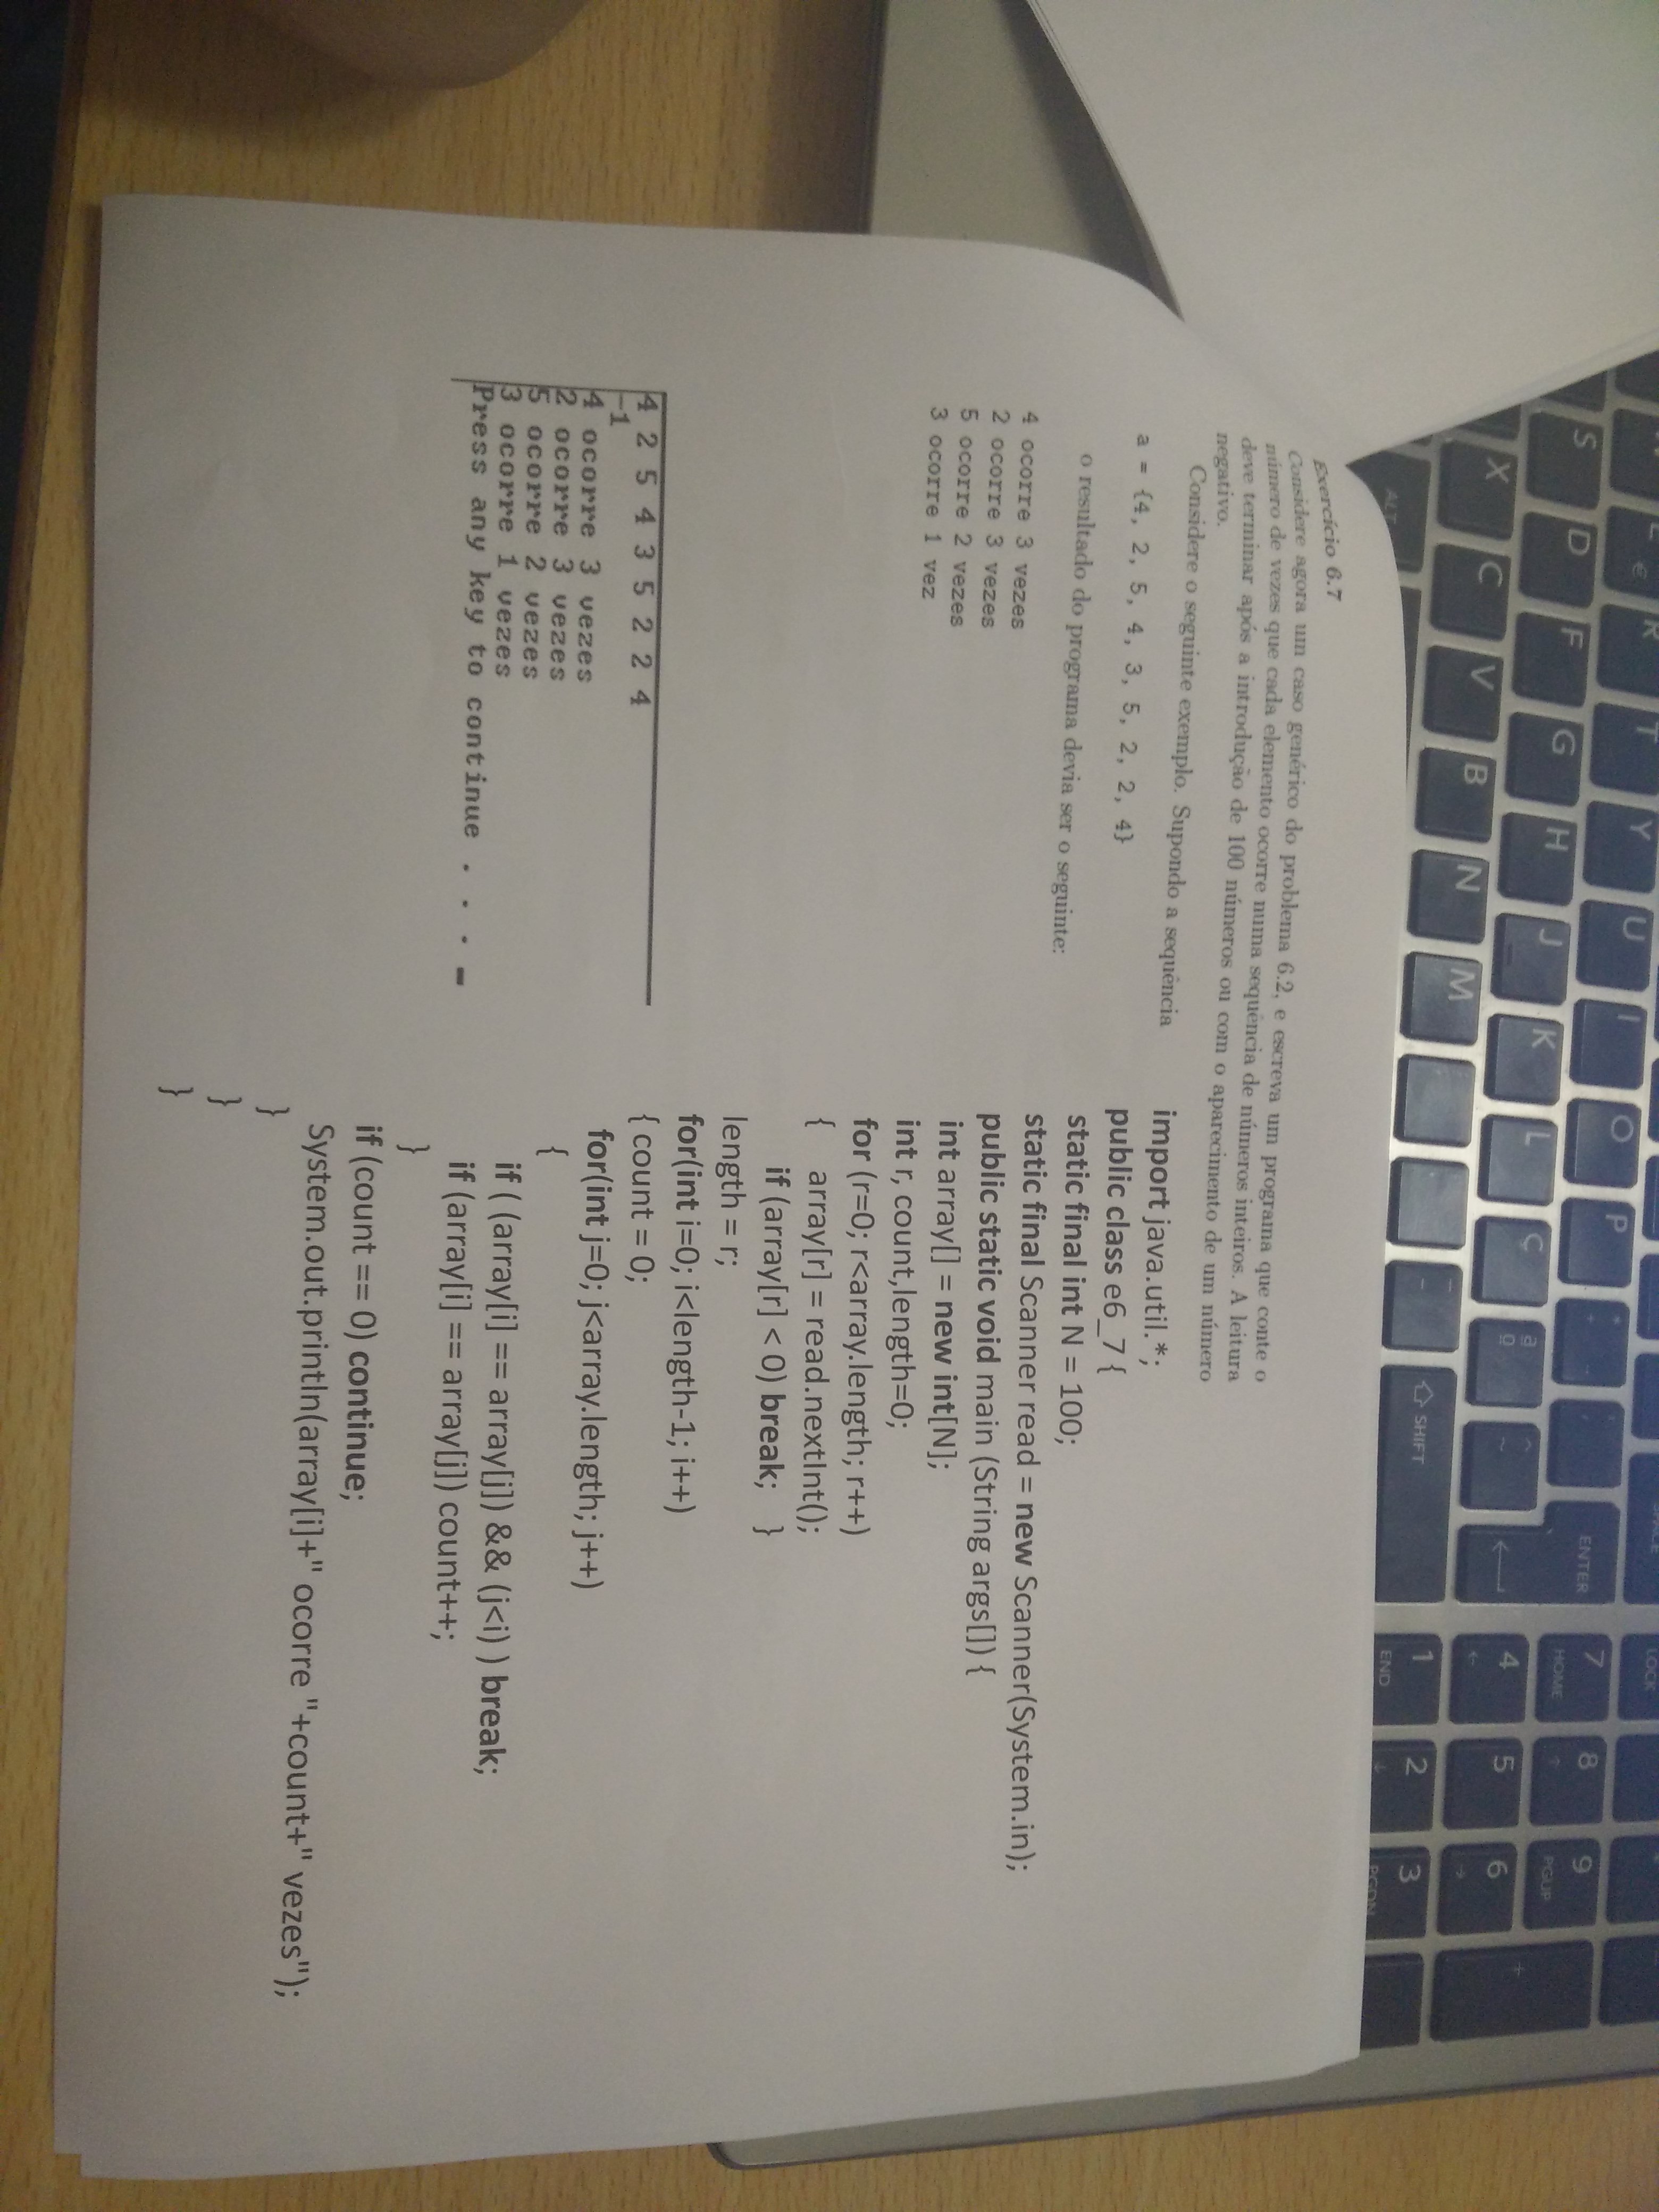 Exercício 6.7
Considere agora um caso genérico do problema 6.2, e escreva um programa que conte o
número de vezes que cada elemento ocorre numa sequência de números inteiros. A leitura
deve terminar após a introdução de 100 números ou com o aparecimento de um número
negativo.
Considere o seguinte exemplo. Supondo a sequência
a = {4, 2, 5, 4, 3, 5, 2, 2, 4}
o resultado do programa devia ser o seguinte:
4 ocorre 3 vezes
2 ocorre 3 vezes
5 ocorre 2 vezes
3 ocorre 1 vez
4 2 5 4 3 5 2 2 4
-1
4 ocorre 3 vezes
2 ocorre 3 vezes
5 ocorre 2 vezes
3 ocorre 1 vezes
Press any key to continue . . .
import java.util.*;
public class e6_7 {
static final int N = 100;
static final Scanner read = new Scanner(System.in);
public static void main (String args[]) {
int array[] = new int[N];
int r, count,length=0;
for (r=0; r<array.length; r++)
{ array[r] = read.nextInt();
if (array[r] < 0) break; }
length = r;
for(int i=0; i<length-1; i++)
{ count = 0;
for(int j=0; j<array.length; j++)
{
if ( (array[i] == array[j]) && (j<i) ) break;
if (array[i] == array[j]) count++;
}
if (count == 0) continue;
System.out.println(array[i]+" ocorre "+count+" vezes");
}
}
}
S
D
F
G
H
J
K
L
Ç
ENTER
X
C
V
B
N
M
SHIFT
ALT
R
T
Y
U
I
O
P
7
HOME
8
9
PGUP
4
5
6
1
END
2
3
PGDN
+
LOCK